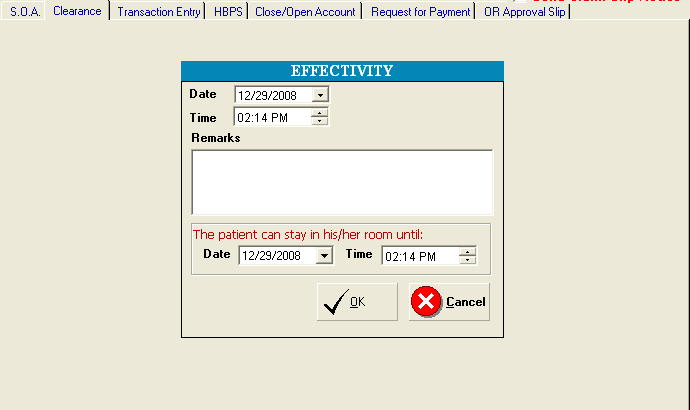 S.O.A. Clearance Transaction Entry HBPS Close/Open Account Request for Payment OR Approval Slip
EFFECTIVITY
Date 12/29/2008
Time 02:14 PM
Remarks
The patient can stay in his/her room until:
Date 12/29/2008 Time 02:14 PM
OK Cancel